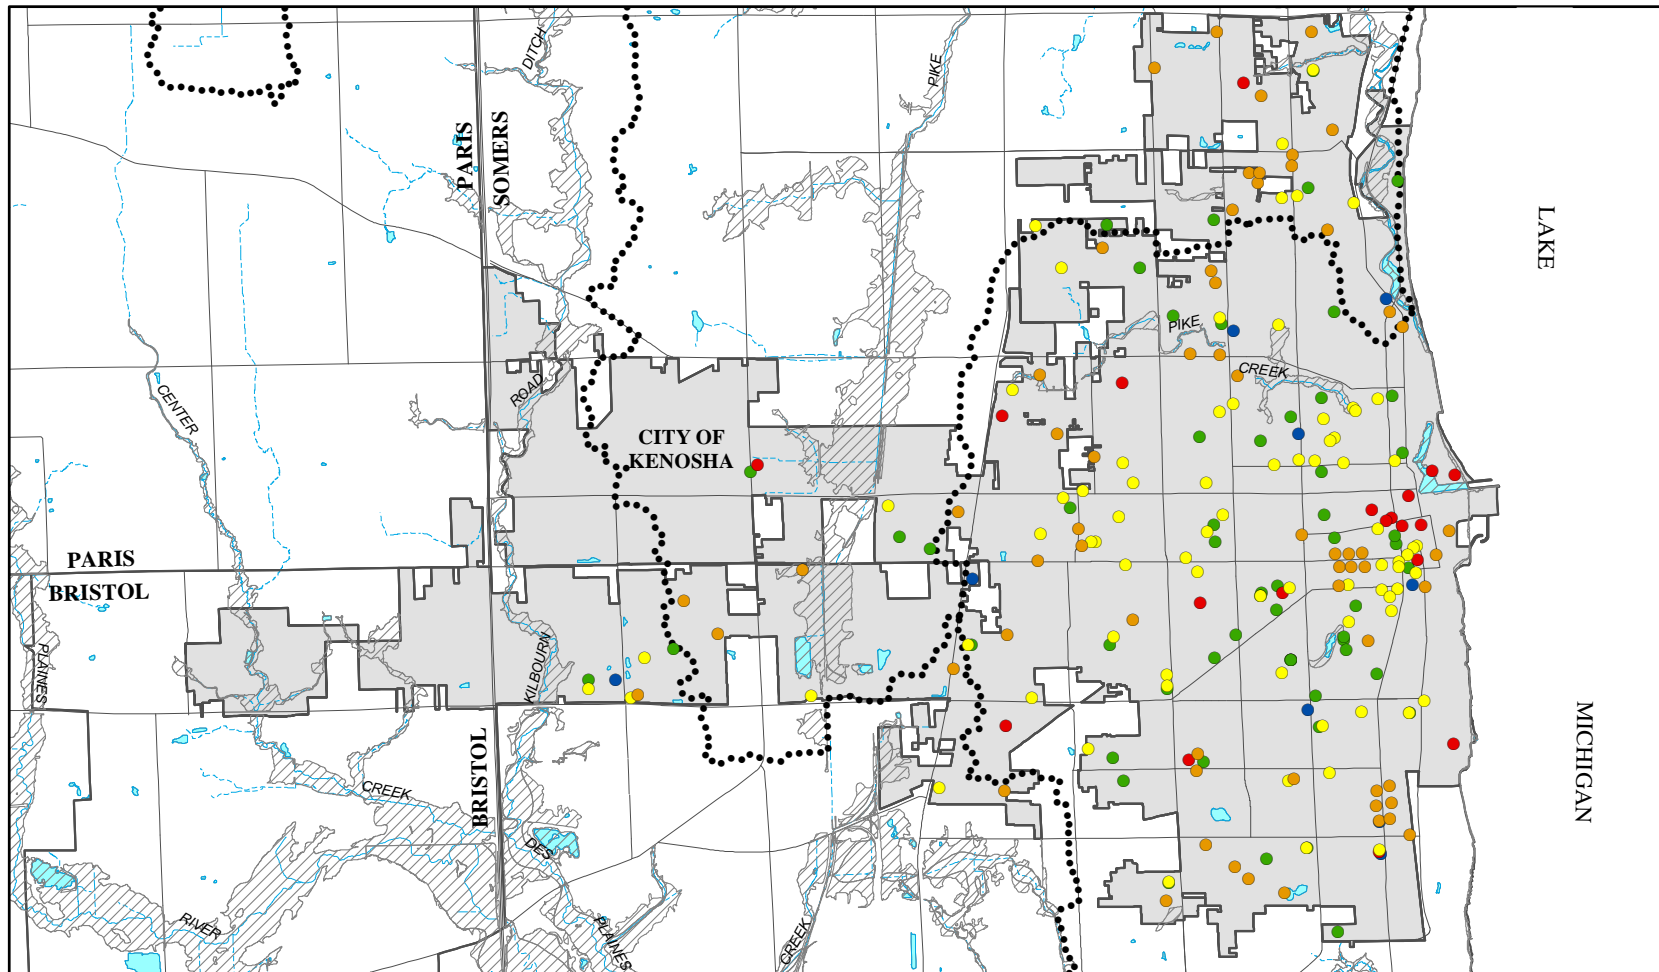 DITCH
PIKE
PARIS
SOMERS
LAKE
PIKE
CREEK
CENTER
ROAD
CITY OF
KENOSHA
PARIS
BRISTOL
PLAINES
KILBOURN
MICHIGAN
BRISTOL
CREEK
DES
RIVER
PLAINES
CREEK